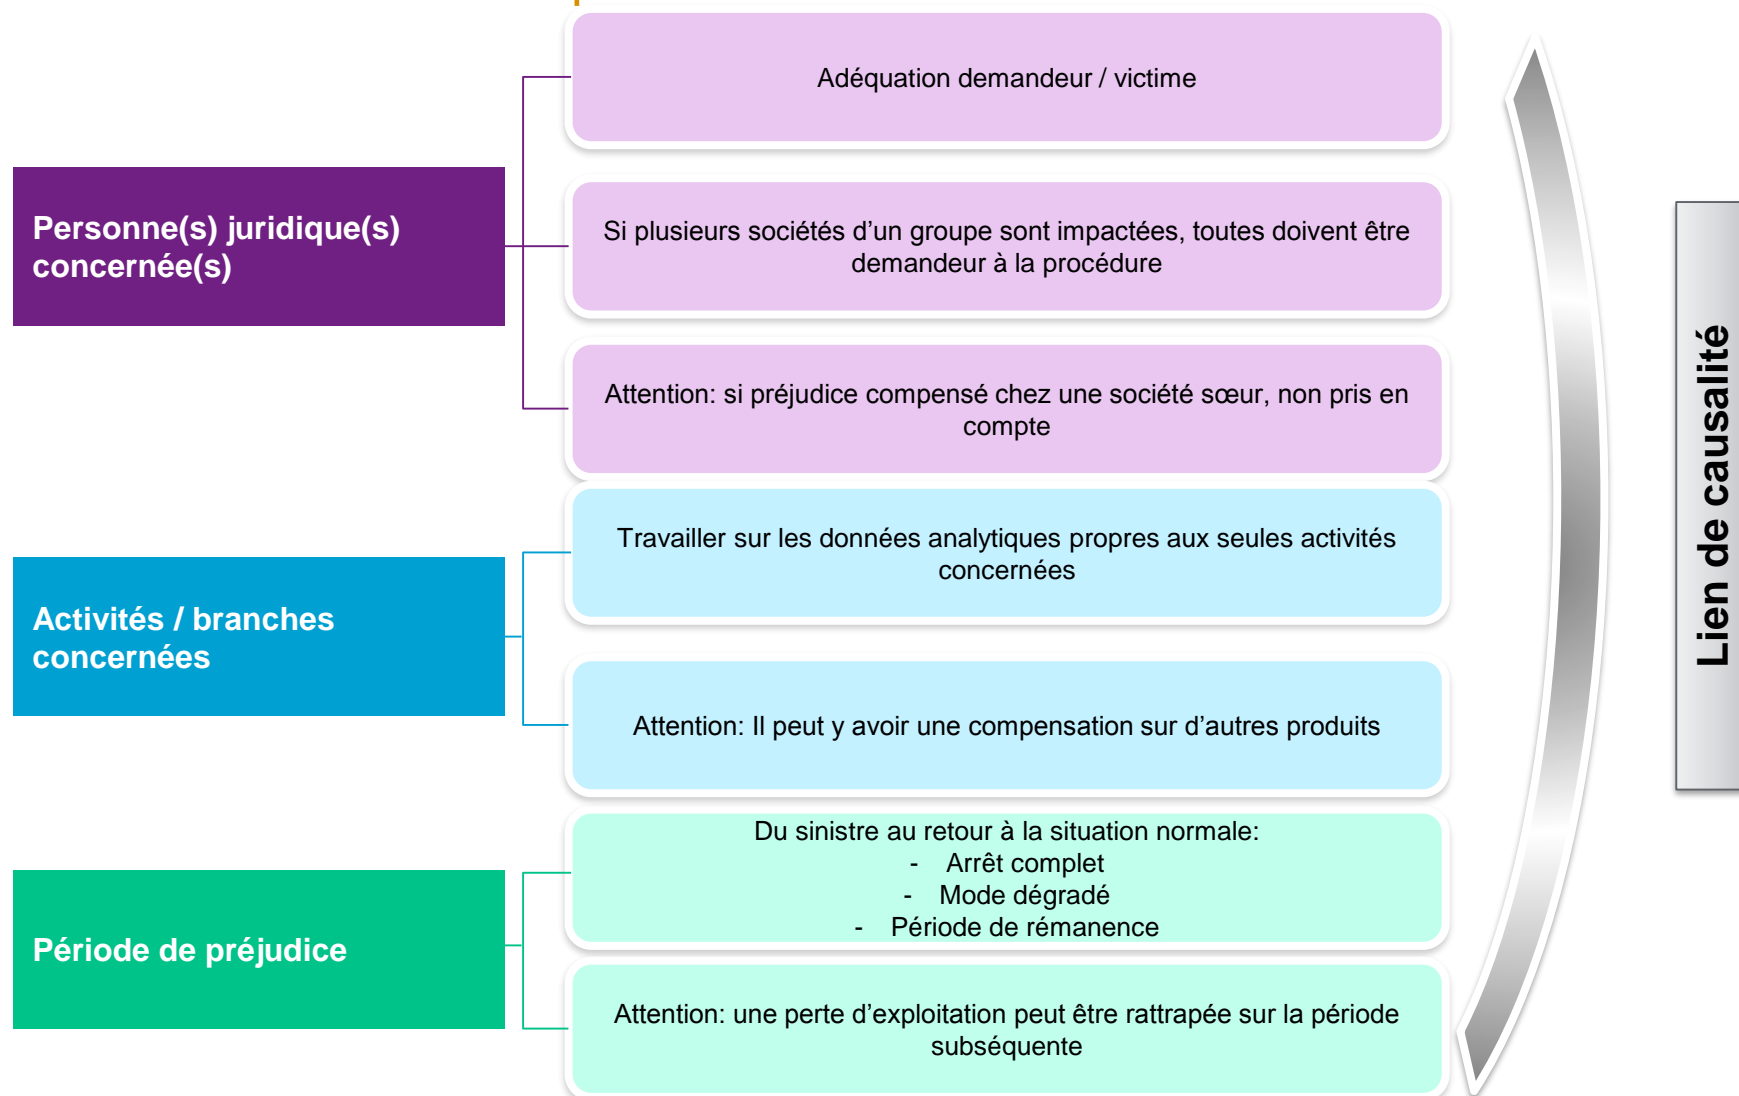 Adéquation demandeur / victime
Personne(s) juridique(s)
concernée(s)
Si plusieurs sociétés d’un groupe sont impactées, toutes doivent être
demandeur à la procédure
Attention: si préjudice compensé chez une société sœur, non pris en
compte
Activités / branches
concernées
Travailler sur les données analytiques propres aux seules activités
concernées
Attention: Il peut y avoir une compensation sur d’autres produits
Période de préjudice
Du sinistre au retour à la situation normale:
- Arrêt complet
- Mode dégradé
- Période de rémanence
Attention: une perte d’exploitation peut être rattrapée sur la période
subséquente
Lien de causalité